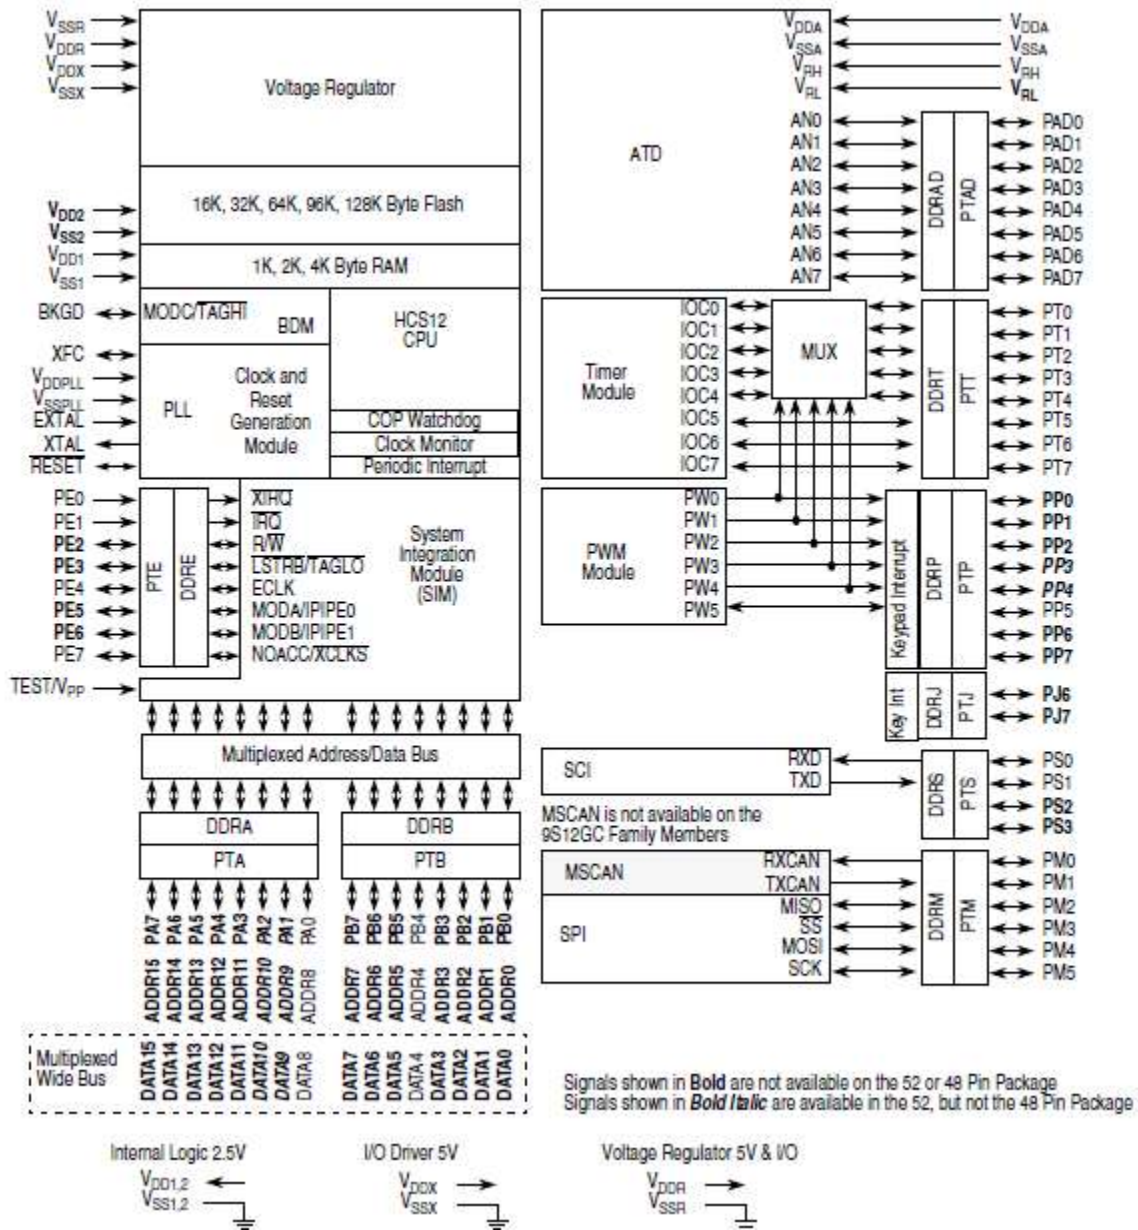 VSSR
VDDR
VDDX
VSSX
Voltage Regulator
VDD2
VSS2
VDD1
VSS1
16K, 32K, 64K, 96K, 128K Byte Flash
1K, 2K, 4K Byte RAM
BKGD
MODC/TAGHI
BDM
HCS12
CPU
XFC
VDDPLL
VSSPLL
EXTAL
XTAL
RESET
PLL
Clock and
Reset
Generation
Module
COP Watchdog
Clock Monitor
Periodic Interrupt
PE0
PE1
PE2
PE3
PE4
PE5
PE6
PE7
TEST/VPP
PTE
DDRE
XIRQ
IRQ
R/W
LSTRB/TAGLO
ECLK
MODA/IPIPE0
MODB/IPIPE1
NOACC/XCLKS
System
Integration
Module
(SIM)
Multiplexed Address/Data Bus
DDRA
DDRB
PTA
PTB
PA7 PA6 PA5 PA4 PA3 PA2 PA1 PA0
PB7 PB6 PB5 PB4 PB3 PB2 PB1 PB0
ADDR15 ADDR14 ADDR13 ADDR12 ADDR11 ADDR10 ADDR9 ADDR8
ADDR7 ADDR6 ADDR5 ADDR4 ADDR3 ADDR2 ADDR1 ADDR0
Multiplexed
Wide Bus
DATA15 DATA14 DATA13 DATA12 DATA11 DATA10 DATA9 DATA8
DATA7 DATA6 DATA5 DATA4 DATA3 DATA2 DATA1 DATA0
ATD
VDDA
VSSA
VRH
VRL
AN0
AN1
AN2
AN3
AN4
AN5
AN6
AN7
VDDA
VSSA
VRH
VRL
DDRAD
PTAD
PAD0
PAD1
PAD2
PAD3
PAD4
PAD5
PAD6
PAD7
Timer
Module
IOC0
IOC1
IOC2
IOC3
IOC4
IOC5
IOC6
IOC7
MUX
DDRT
PTT
PT0
PT1
PT2
PT3
PT4
PT5
PT6
PT7
PWM
Module
PW0
PW1
PW2
PW3
PW4
PW5
Keypad Interrupt
DDRP
PTP
PP0
PP1
PP2
PP3
PP4
PP5
PP6
PP7
Key Int
DDRJ
PTJ
PJ6
PJ7
SCI
RXD
TXD
DDRS
PTS
PS0
PS1
PS2
PS3
MSCAN is not available on the
9S12GC Family Members
MSCAN
RXCAN
TXCAN
SPI
MISO
SS
MOSI
SCK
DDRM
PTM
PM0
PM1
PM2
PM3
PM4
PM5
Signals shown in Bold are not available on the 52 or 48 Pin Package
Signals shown in Bold Italic are available in the 52, but not the 48 Pin Package
Internal Logic 2.5V
VDD1,2
VSS1,2
I/O Driver 5V
VDDX
VSSX
Voltage Regulator 5V & I/O
VDDR
VSSR